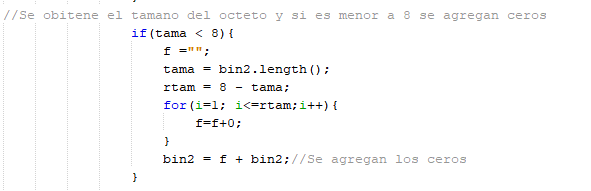 //Se obitene el tamano del octeto y si es menor a 8 se agregan ceros
if(tama < 8){
f ="";
tama = bin2.length();
rtam = 8 - tama;
for(i=1; i<=rtam;i++){
f=f+0;
}
bin2 = f + bin2;//Se agregan los ceros
}